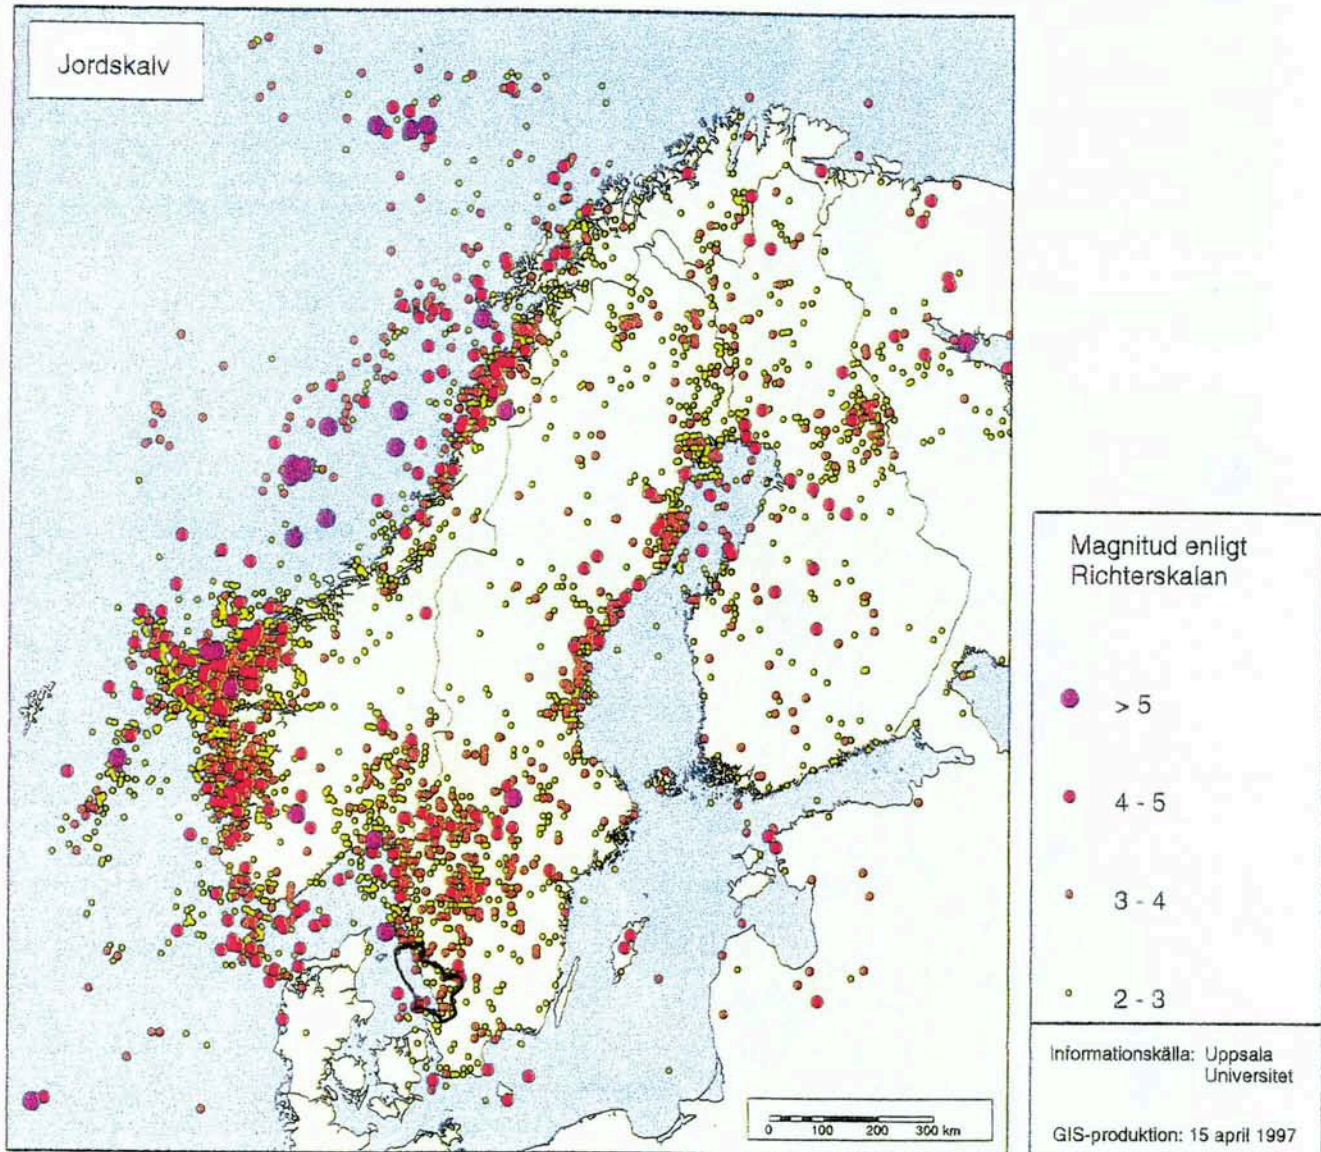 Jordskalv
Magnitud enligt
Richterskalan
> 5
4 - 5
3 - 4
2 - 3
Informationskälla: Uppsala
Universitet
GIS-produktion: 15 april 1997
0 100 200 300 km